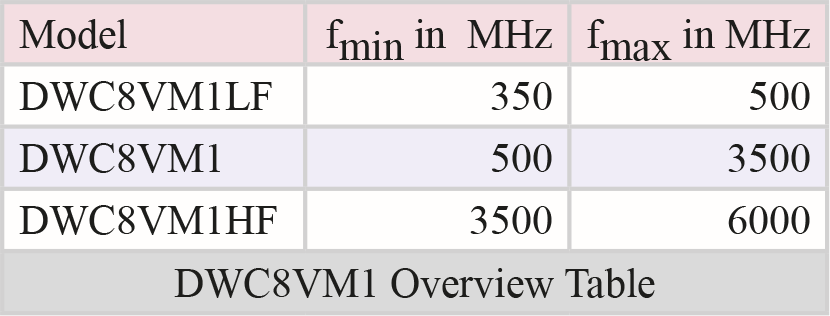 Model fmin in MHz fmax in MHz
DWC8VM1LF 350 500
DWC8VM1 500 3500
DWC8VM1HF 3500 6000
DWC8VM1 Overview Table